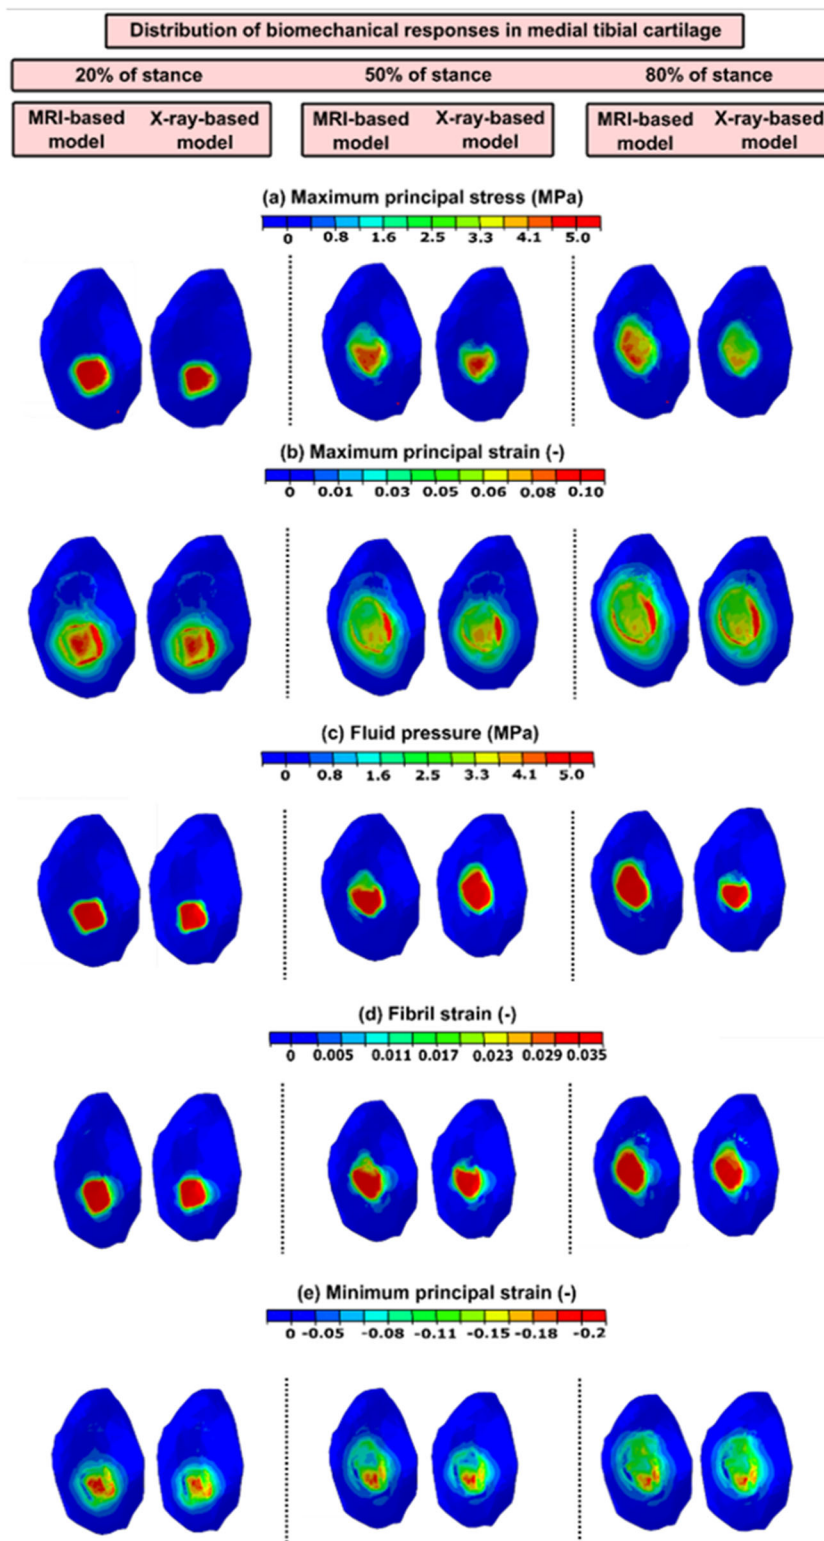 Distribution of biomechanical responses in medial tibial cartilage
20% of stance 50% of stance 80% of stance
MRI-based X-ray-based MRI-based X-ray-based MRI-based X-ray-based
model model model model model model
(a) Maximum principal stress (MPa)
0 0.8 1.6 2.5 3.3 4.1 5.0
(b) Maximum principal strain (-)
0 0.01 0.03 0.05 0.06 0.08 0.10
(c) Fluid pressure (MPa)
0 0.8 1.6 2.5 3.3 4.1 5.0
(d) Fibril strain (-)
0 0.005 0.011 0.017 0.023 0.029 0.035
(e) Minimum principal strain (-)
0 -0.05 -0.08 -0.11 -0.15 -0.18 -0.2